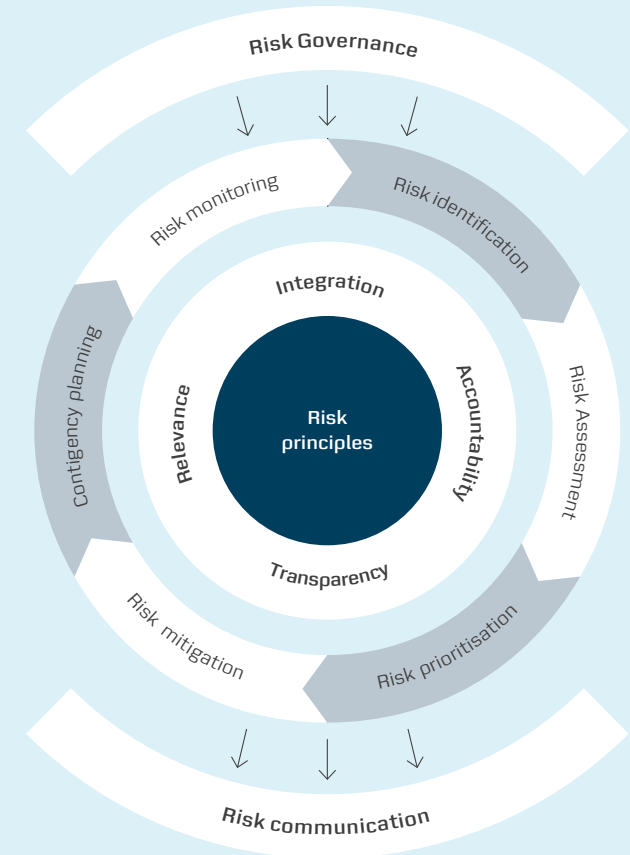 Risk Governance
Risk monitoring
Risk identification
Integration
Risk Assessment
Accountability
Relevance
Contigency planning
Risk
principles
Transparency
Risk mitigation
Risk prioritisation
Risk communication